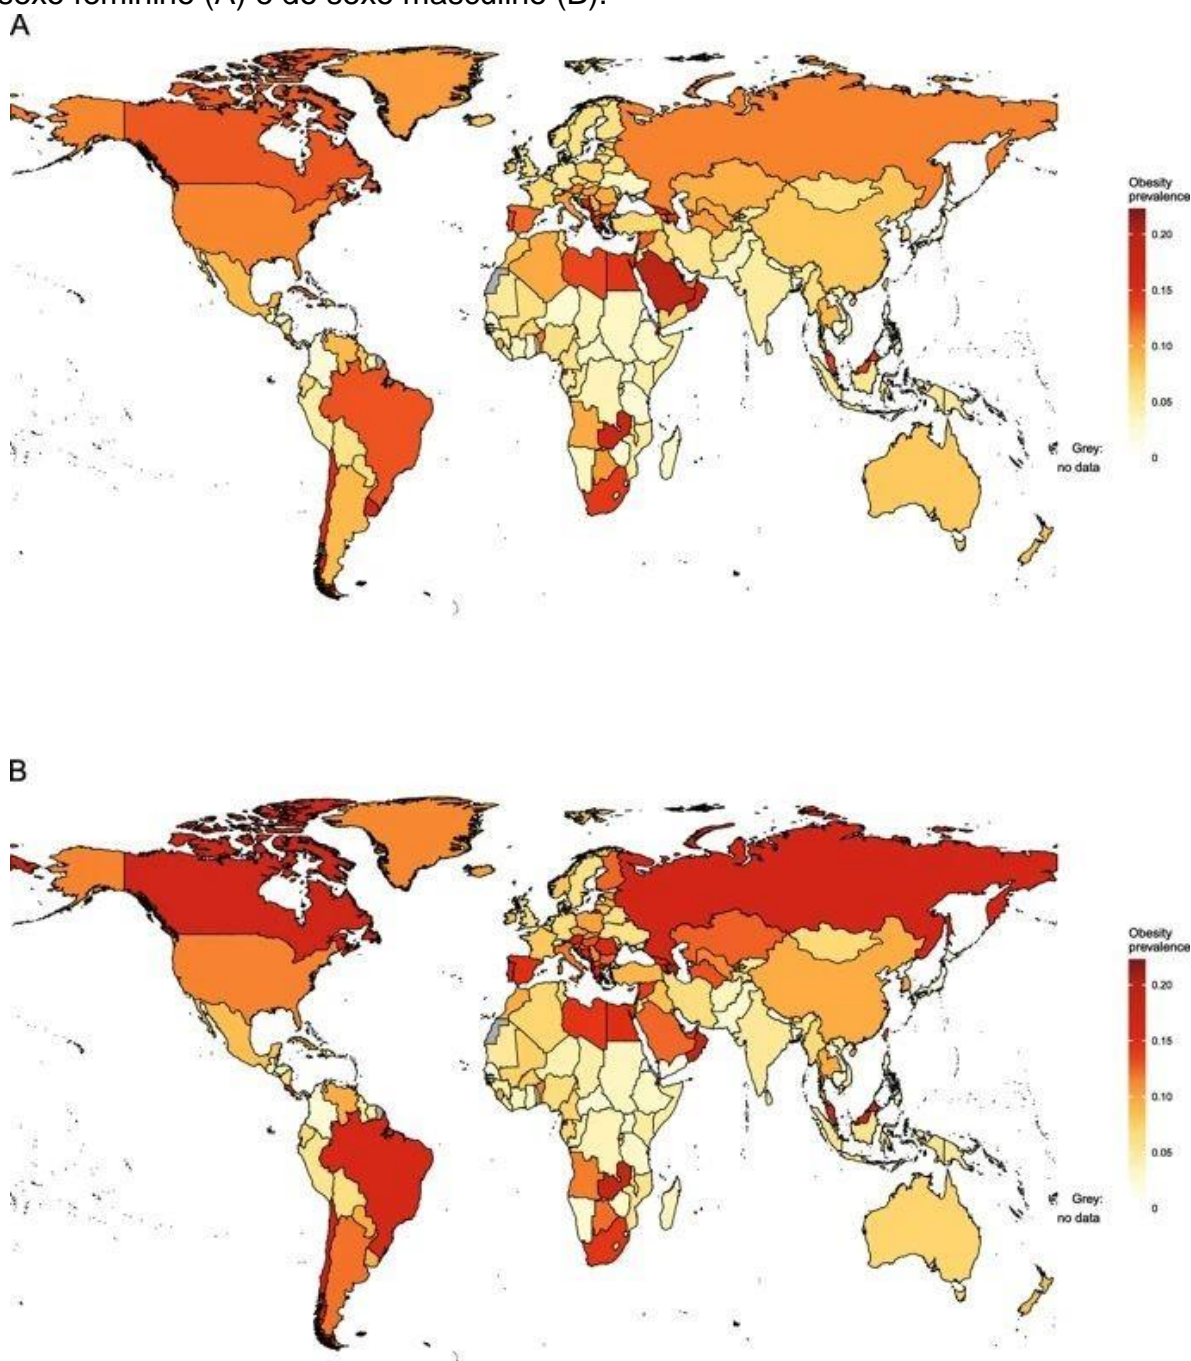 sexo feminino (A) e do sexo masculino (B).
A
Obesity
prevalence
0.20
0.15
0.10
0.05
0
Grey:
no data
B
Obesity
prevalence
0.20
0.15
0.10
0.05
0
Grey:
no data